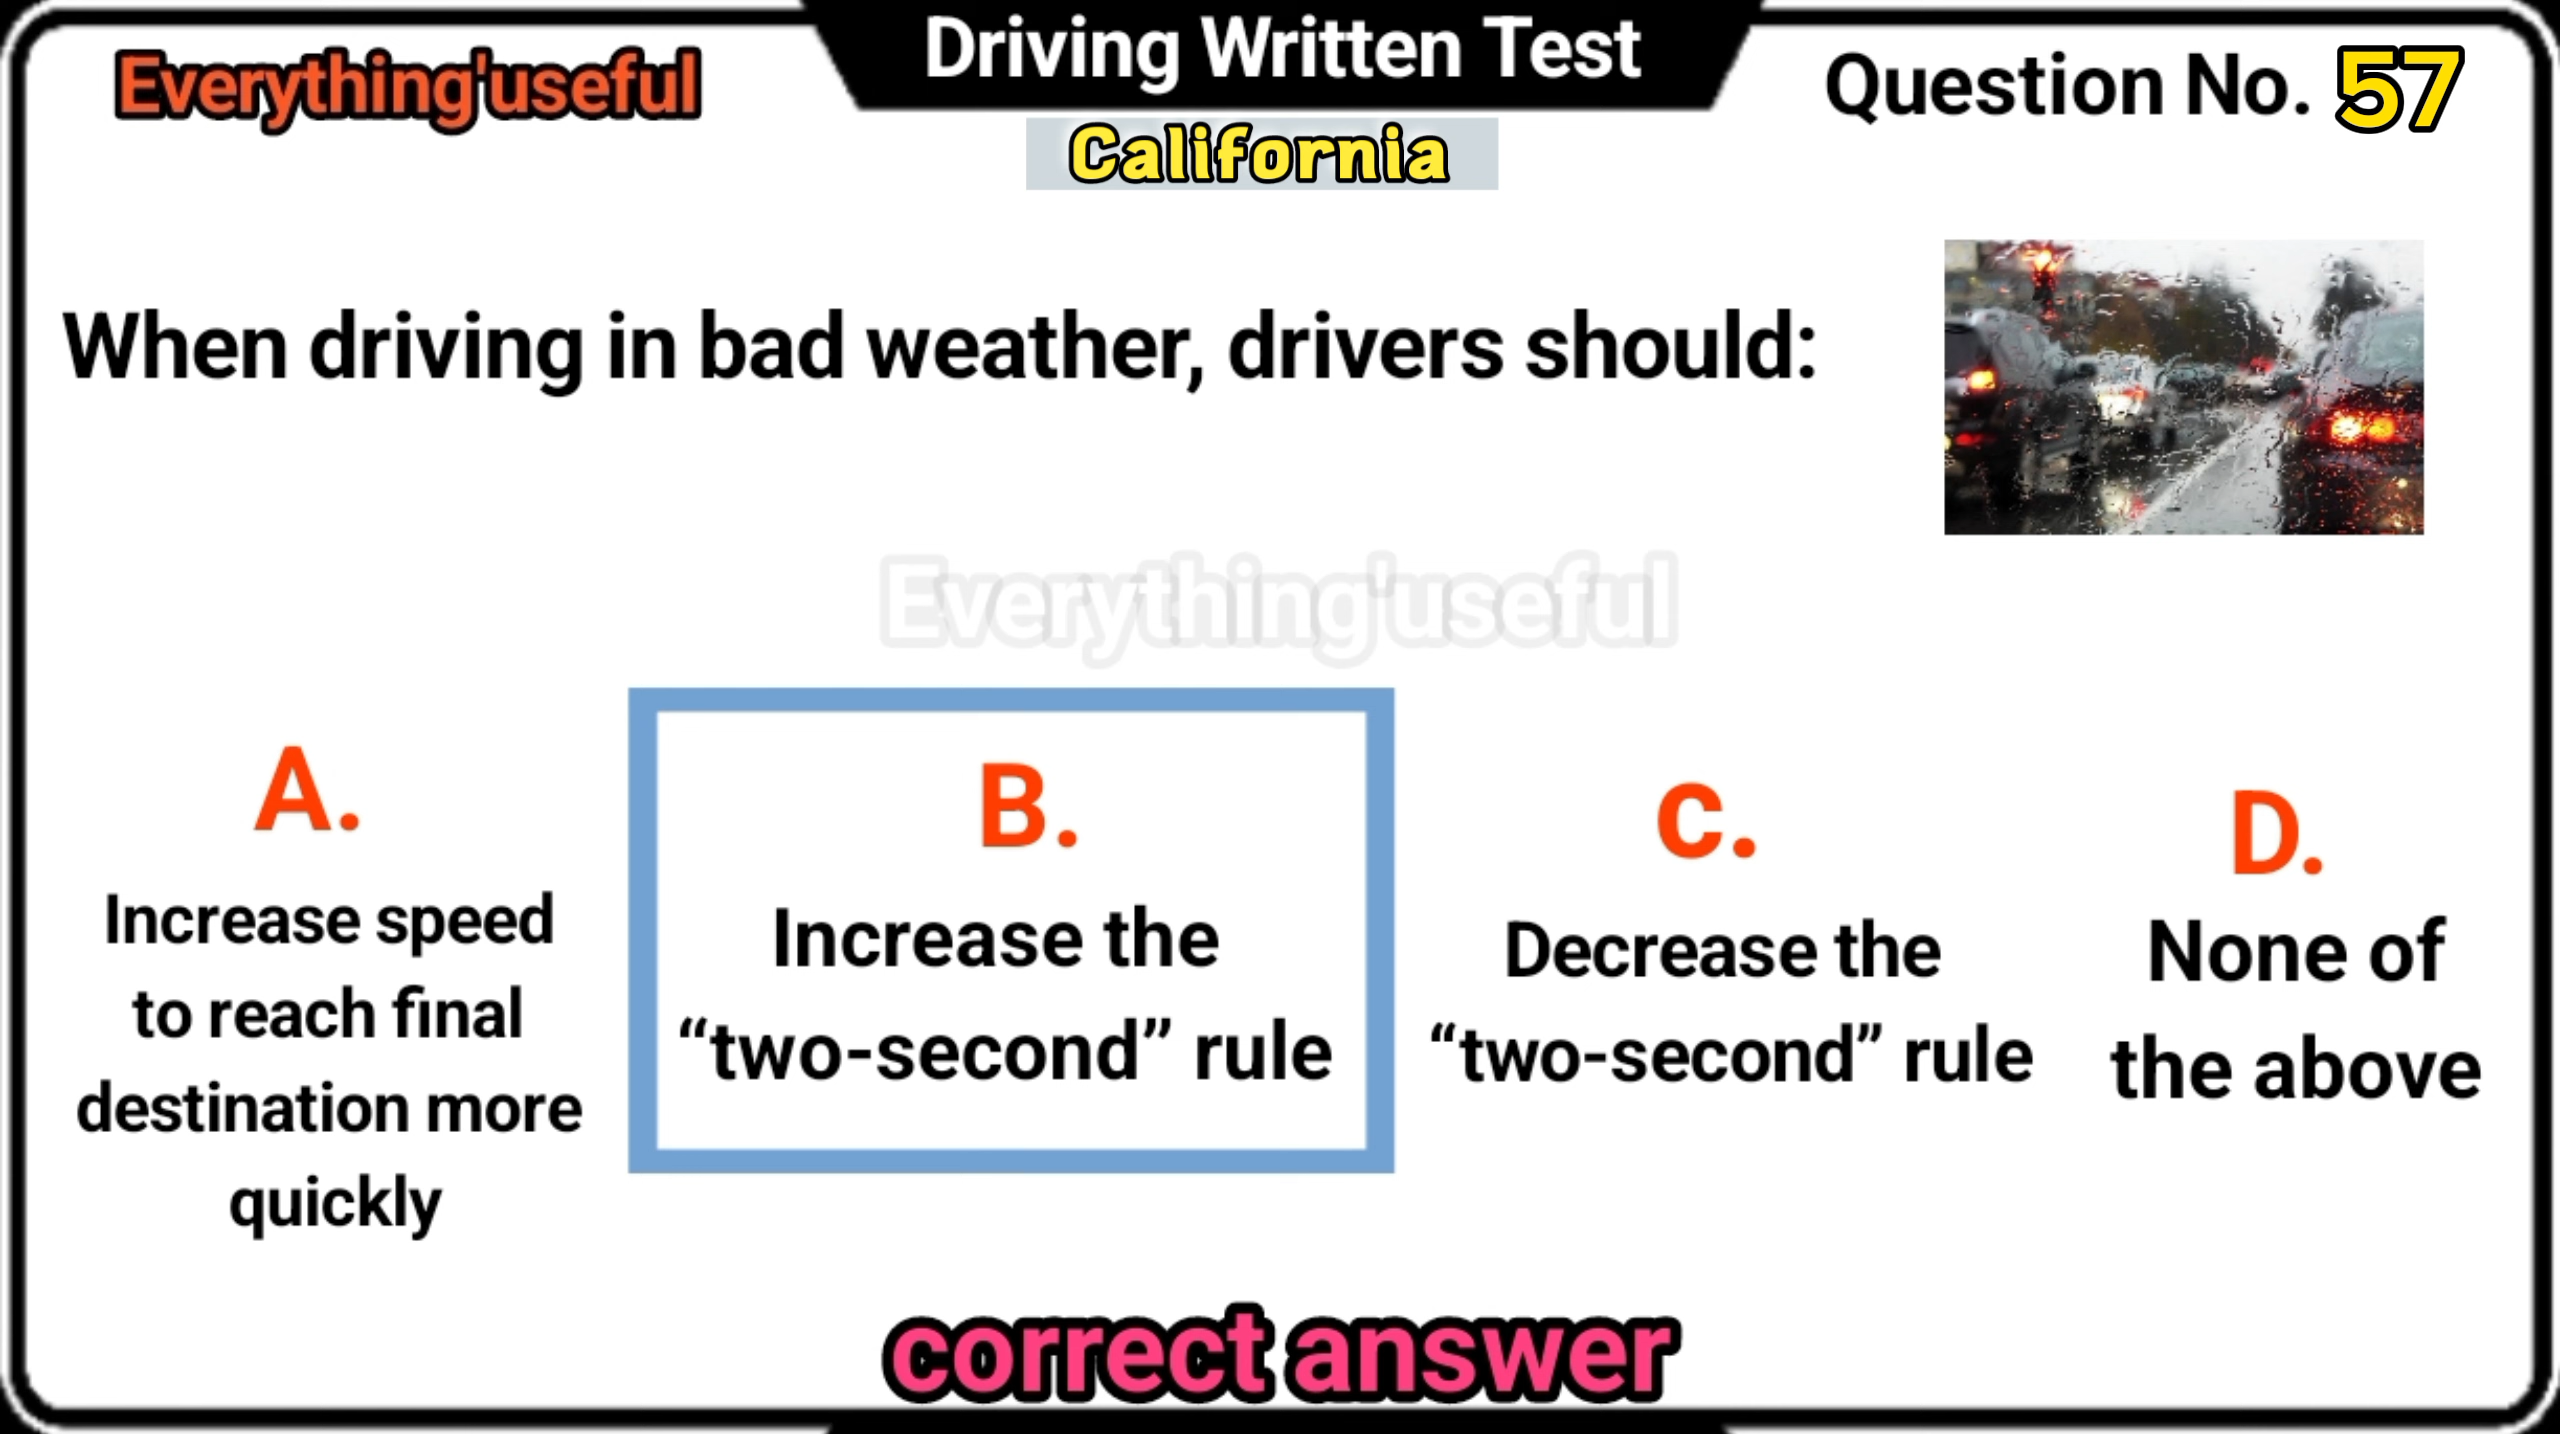 Everything'useful
Driving Written Test
Question No. 57
California
When driving in bad weather, drivers should:
Everything'useful
A.
Increase speed
to reach final
destination more
quickly
B.
Increase the
“two-second” rule
C.
Decrease the
“two-second” rule
D.
None of
the above
correct answer